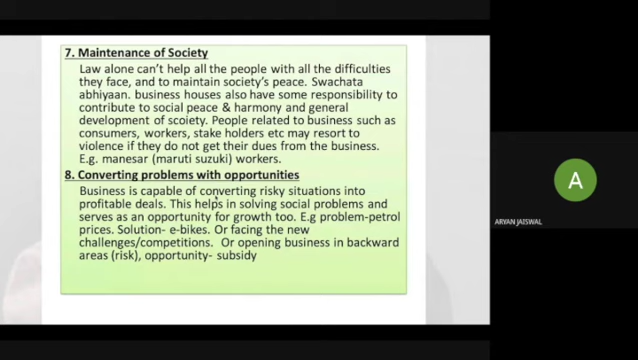 7. Maintenance of Society
Law alone can't help all the people with all the difficulties
they face, and to maintain society's peace. Swachata
abhiyaan. business houses also have some responsibility to
contribute to social peace & harmony and general
development of scoiety. People related to business such as
consumers, workers, stake holders etc may resort to
violence if they do not get their dues from the business.
E.g. manesar (maruti suzuki) workers.
8. Converting problems with opportunities
Business is capable of converting risky situations into
profitable deals. This helps in solving social problems and
serves as an opportunity for growth too. E.g problem-petrol
prices. Solution- e-bikes. Or facing the new
challenges/competitions.  Or opening business in backward
areas (risk), opportunity- subsidy
A
ARYAN JAISWAL